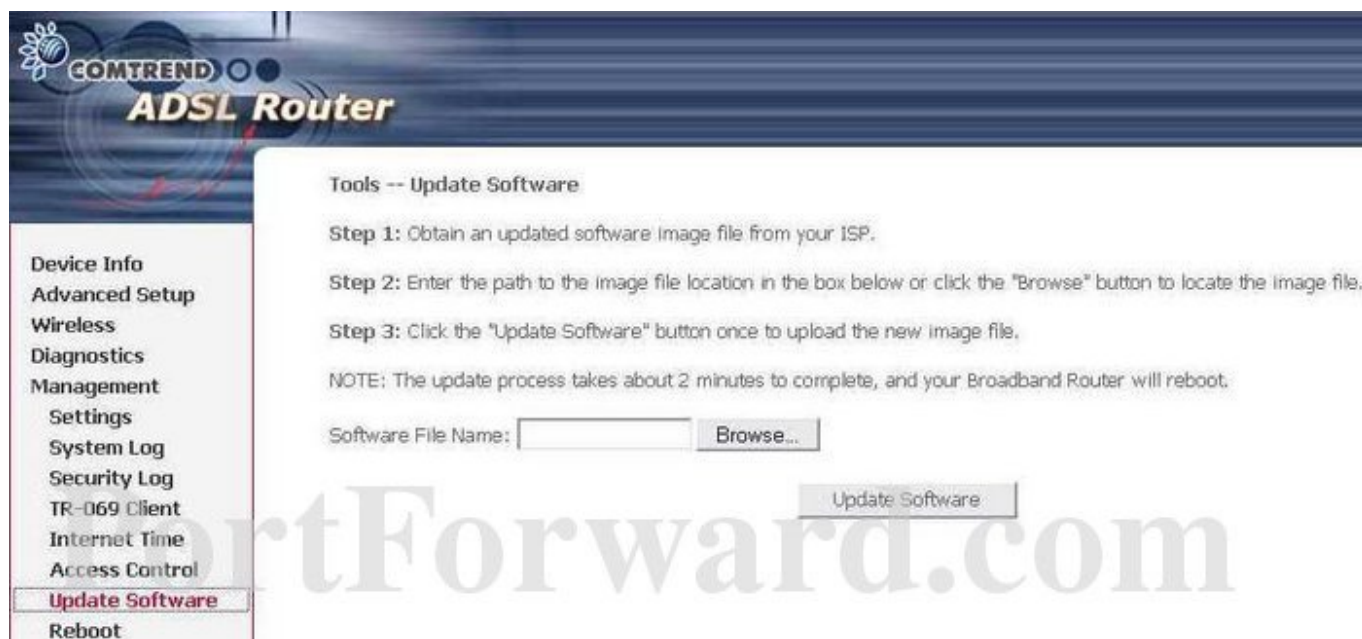 COMTREND
ADSL Router
Device Info
Advanced Setup
Wireless
Diagnostics
Management
Settings
System Log
Security Log
TR-069 Client
Internet Time
Access Control
Update Software
Reboot
Tools -- Update Software
Step 1: Obtain an updated software image file from your ISP.
Step 2: Enter the path to the image file location in the box below or click the "Browse" button to locate the image file.
Step 3: Click the "Update Software" button once to upload the new image file.
NOTE: The update process takes about 2 minutes to complete, and your Broadband Router will reboot.
Software File Name: Browse...
Update Software
PortForward.com